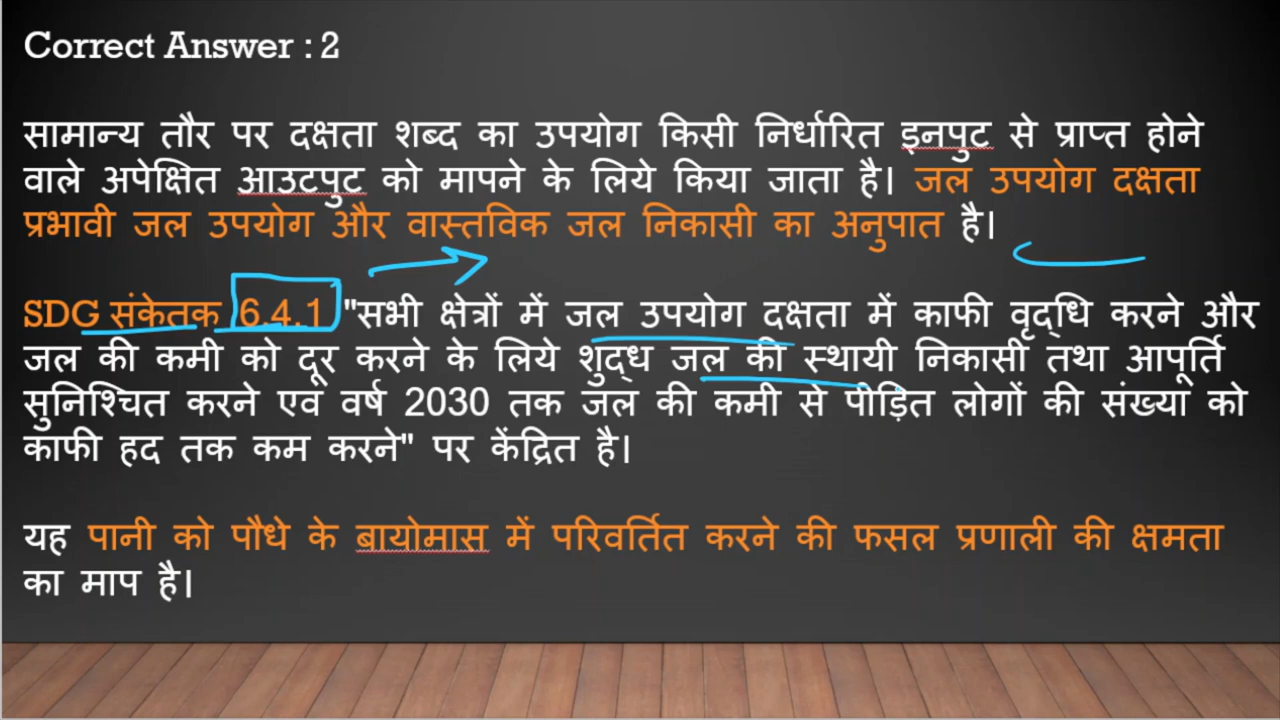 Correct Answer : 2
सामान्य तौर पर दक्षता शब्द का उपयोग किसी निर्धारित इनपुट से प्राप्त होने
वाले अपेक्षित आउटपुट को मापने के लिये किया जाता है। जल उपयोग दक्षता
प्रभावी जल उपयोग और वास्तविक जल निकासी का अनुपात है।
SDG संकेतक 6.4.1 "सभी क्षेत्रों में जल उपयोग दक्षता में काफी वृद्धि करने और
जल की कमी को दूर करने के लिये शुद्ध जल की स्थायी निकासी तथा आपूर्ति
सुनिश्चित करने एवं वर्ष 2030 तक जल की कमी से पीड़ित लोगों की संख्या को
काफी हद तक कम करने" पर केंद्रित है।
यह पानी को पौधे के बायोमास में परिवर्तित करने की फसल प्रणाली की क्षमता
का माप है।